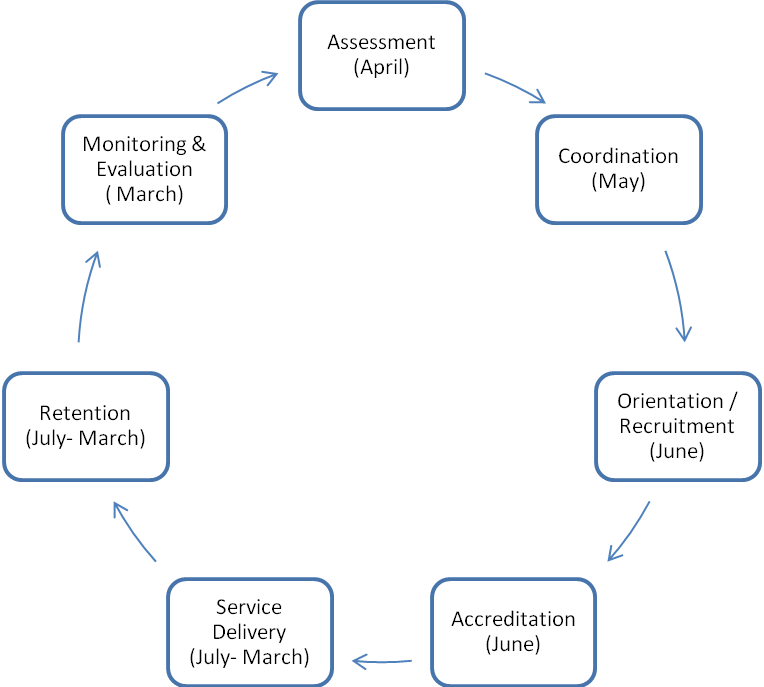 Assessment
(April)
Coordination
(May)
Orientation /
Recruitment
(June)
Accreditation
(June)
Service
Delivery
(July- March)
Retention
(July- March)
Monitoring &
Evaluation
( March)